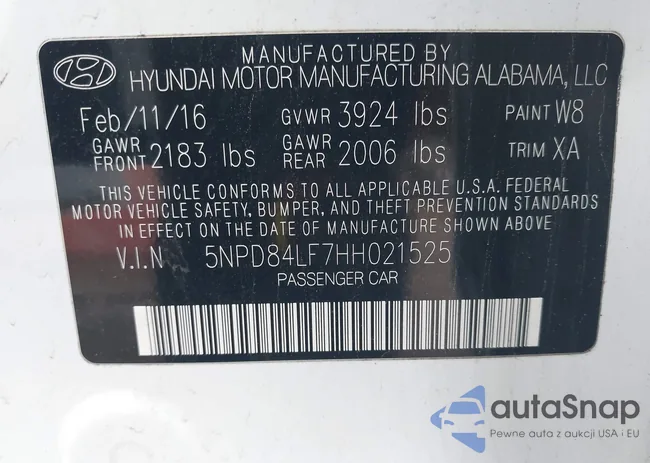 MANUFACTURED BY
HYUNDAI MOTOR MANUFACTURING ALABAMA, LLC
Feb/11/16 GVWR 3924 lbs PAINT W8
GAWR FRONT 2183 lbs GAWR REAR 2006 lbs TRIM XA
THIS VEHICLE CONFORMS TO ALL APPLICABLE U.S.A. FEDERAL
MOTOR VEHICLE SAFETY, BUMPER, AND THEFT PREVENTION STANDARDS
IN EFFECT ON THE DATE OF MANUFACTURE SHOWN ABOVE
V.I.N 5NPD84LF7HH021525
PASSENGER CAR
autaSnap
Pewne auta z aukcji USA i EU